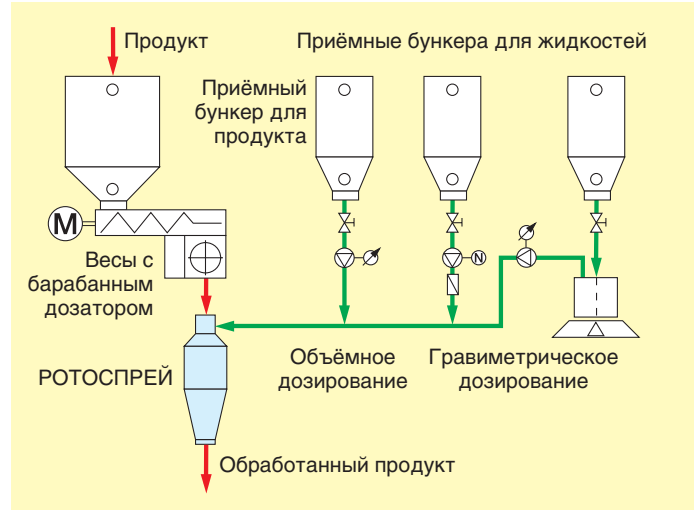 Продукт
Приёмные бункера для жидкостей
Приёмный
бункер для
продукта
M
Весы с
барабанным
дозатором
N
РОТОСПРЕЙ
Объёмное
дозирование
Гравиметрическое
дозирование
Обработанный продукт